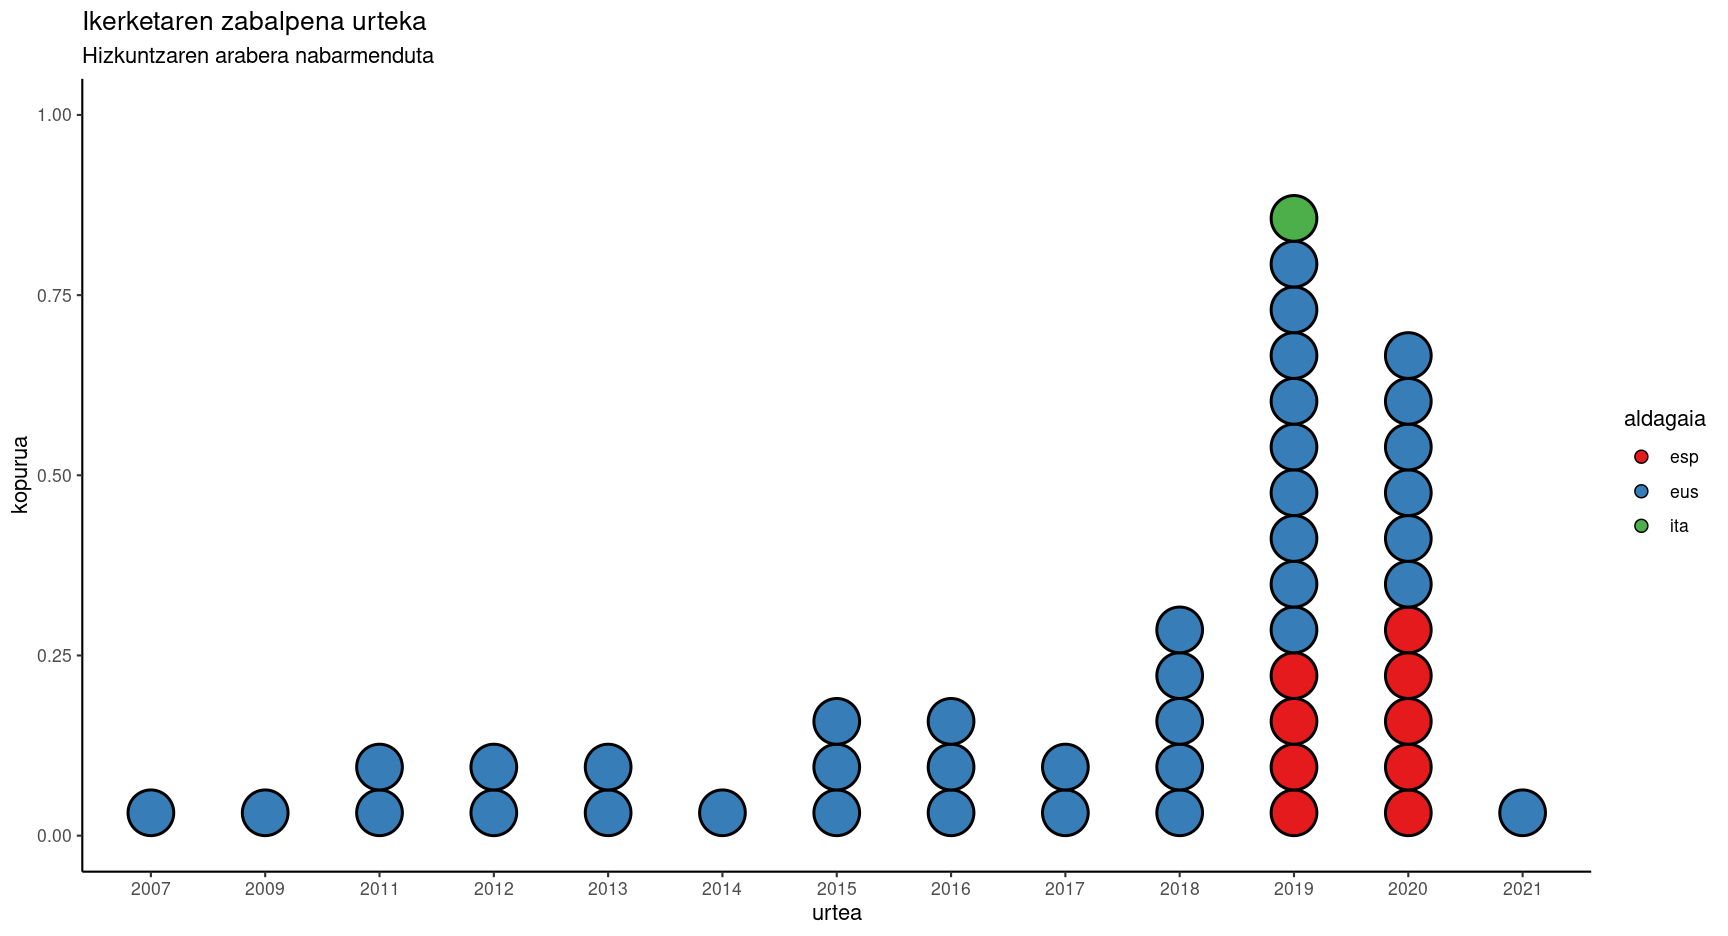 Ikerketaren zabalpena urteka
Hizkuntzaren arabera nabarmenduta
kopurua
1.00
0.75
0.50
0.25
0.00
2007 2009 2011 2012 2013 2014 2015 2016 2017 2018 2019 2020 2021
urtea
aldagaia
esp
eus
ita